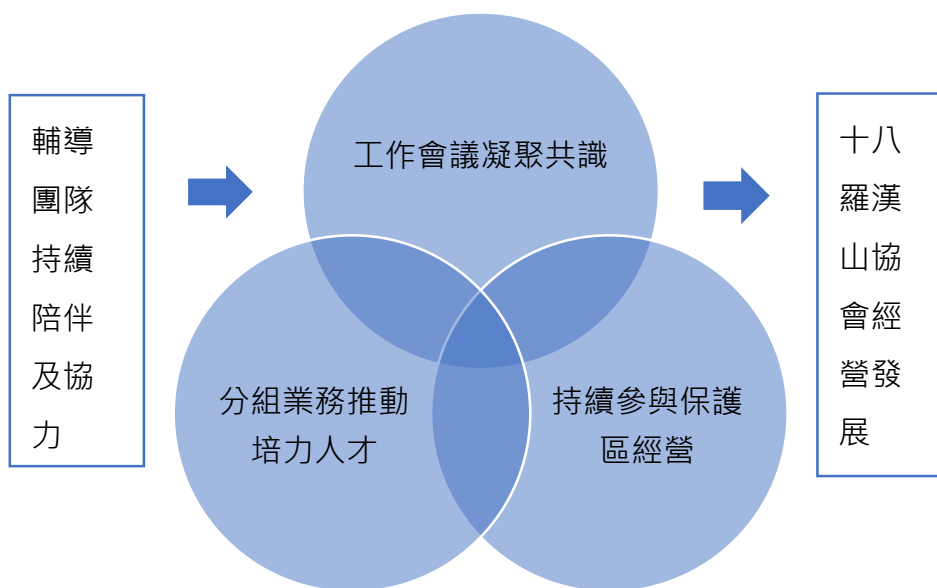 輔導
團隊
持續
陪伴
及協
力
工作會議凝聚共識
分組業務推動
培力人才
持續參與保護
區經營
十八
羅漢
山協
會經
營發
展